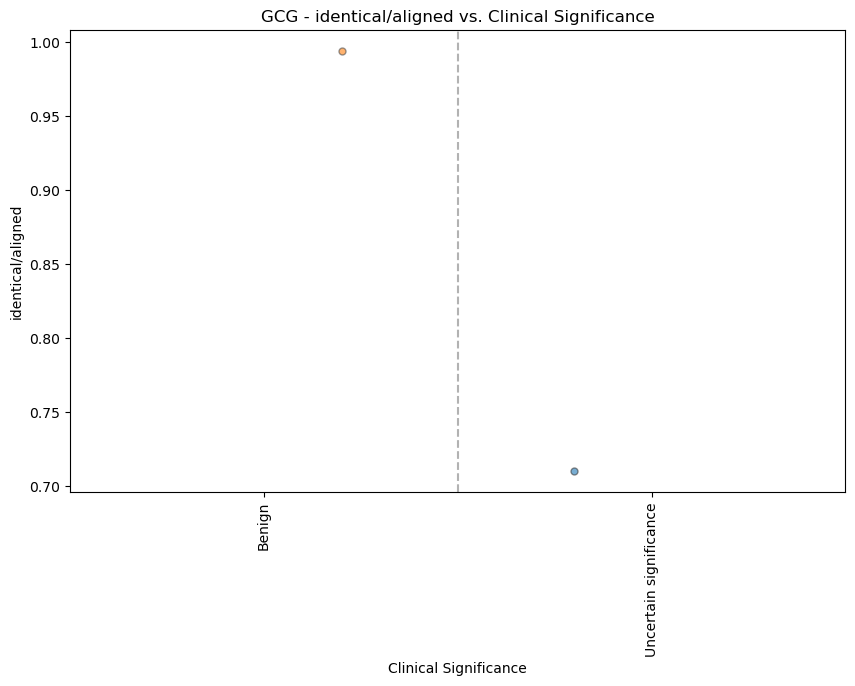 GCG - identical/aligned vs. Clinical Significance
1.00
0.95
0.90
0.85
0.80
0.75
0.70
identical/aligned
Benign
Uncertain significance
Clinical Significance